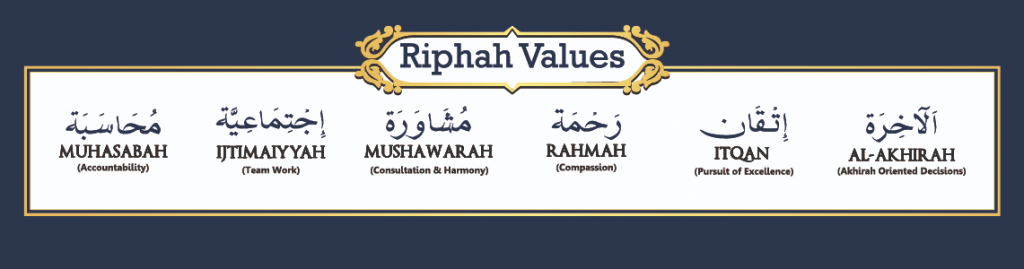 Riphah Values
مُحَاسَبَة
MUHASABAH
(Accountability)
إِجْتِمَاعِيَّة
IJTIMAIYYAH
(Team Work)
مُشَاوَرَة
MUSHAWARAH
(Consultation & Harmony)
رَحْمَة
RAHMAH
(Compassion)
إِتْقَان
ITQAN
(Pursuit of Excellence)
اَلْآخِرَة
AL-AKHIRAH
(Akhirah Oriented Decisions)